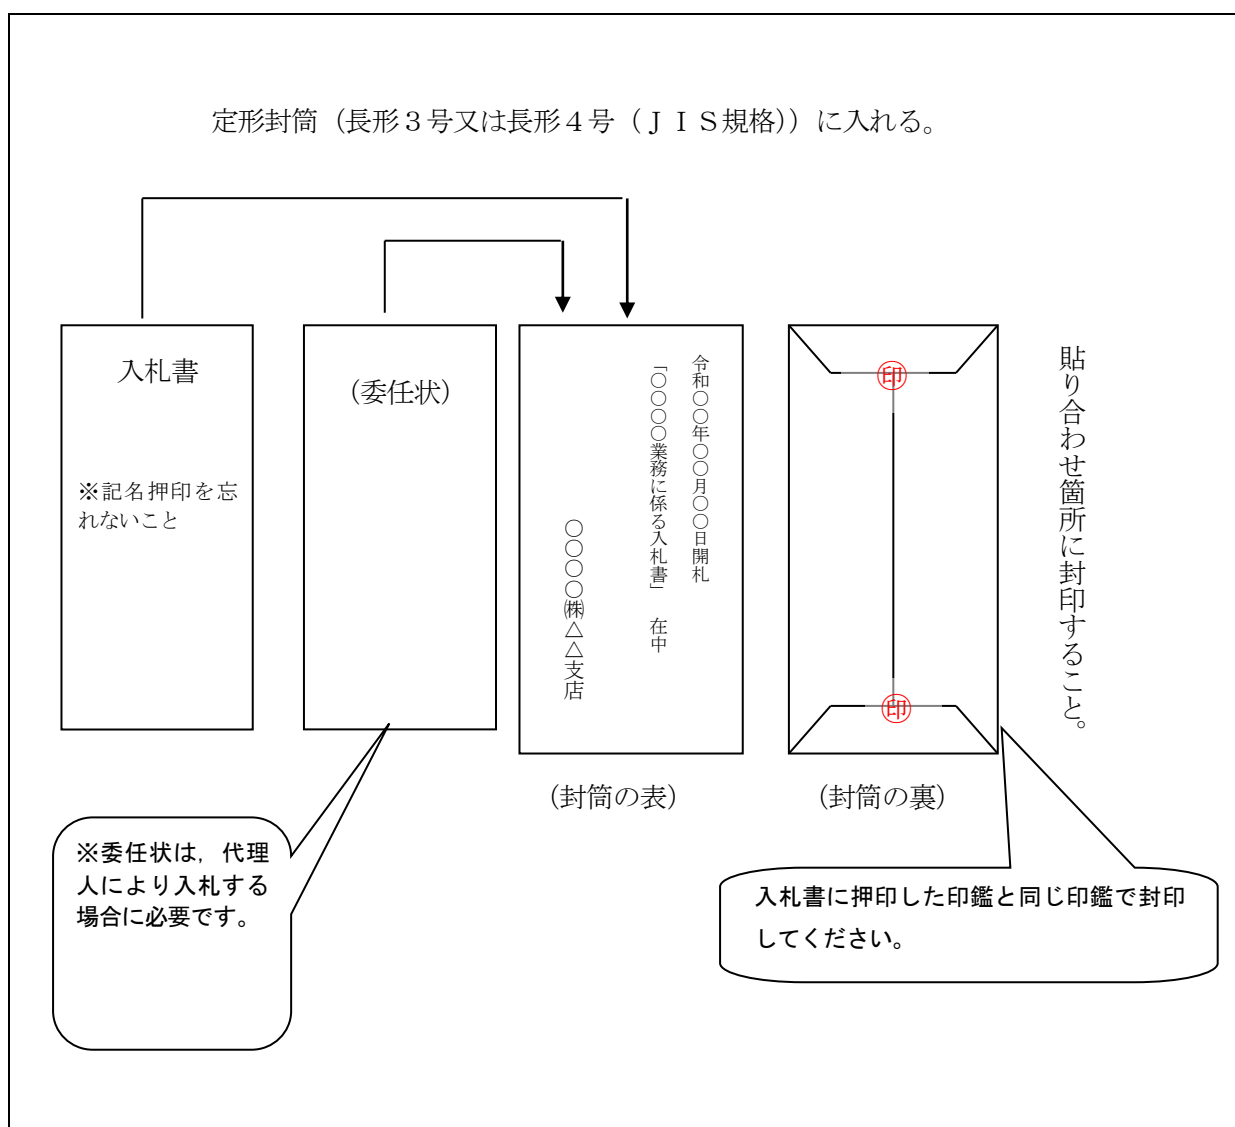 定形封筒（長形３号又は長形４号（ＪＩＳ規格））に入れる。
入札書
※記名押印を忘
れないこと
（委任状）
令和〇〇年〇〇月〇〇日開札
「〇〇〇〇業務に係る入札書」　在中
〇〇〇〇㈱△△支店
印
印
貼り合わせ箇所に封印すること。
（封筒の表）
（封筒の裏）
※委任状は，代理
人により入札する
場合に必要です。
入札書に押印した印鑑と同じ印鑑で封印
してください。